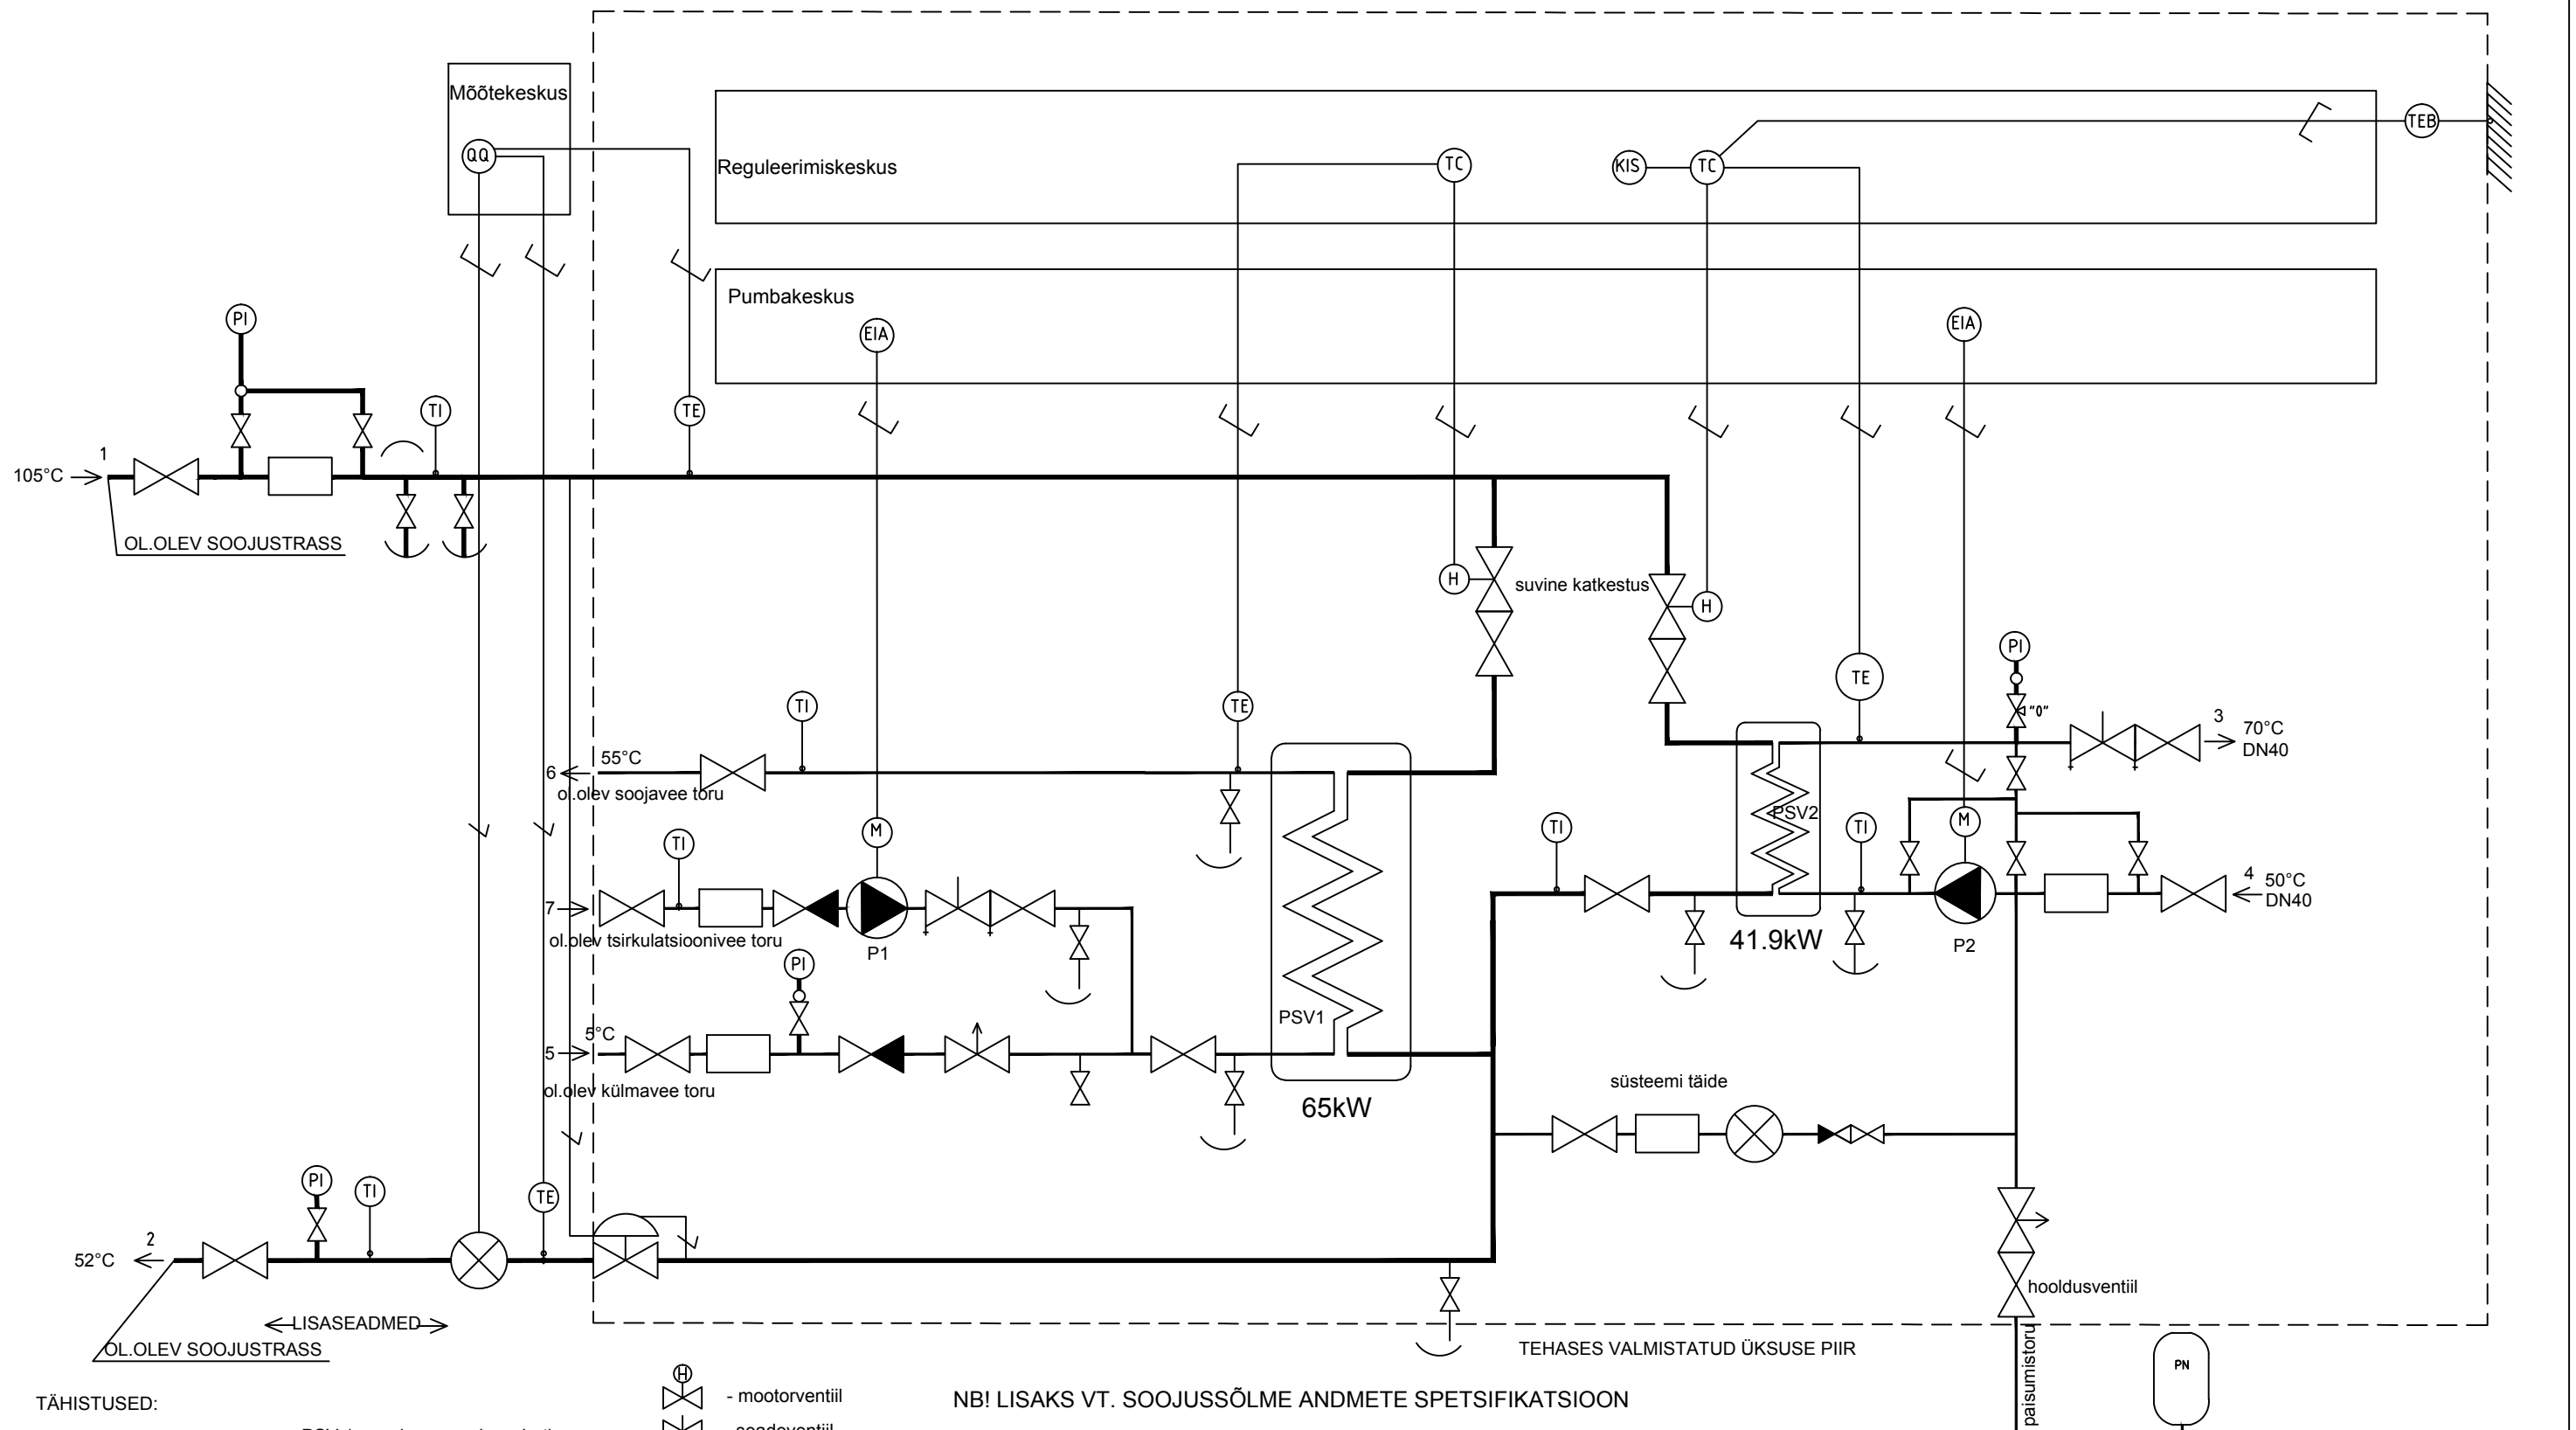 Mõõtekeskus
QQ
Reguleerimiskeskus
TC
KIS
TC
TEB
Pumbakeskus
EIA
EIA
PI
TI
TE
1
105°C
OL.OLEV SOOJUSTRASS
H
suvine katkestus
H
TE
PI
"0"
3
70°C
DN40
TI
TE
6
55°C
ol.olev soojavee toru
M
TI
PSV2
TI
M
TI
7
ol.olev tsirkulatsioonivee toru
P1
41.9kW
P2
4
50°C
DN40
PI
PSV1
5
5°C
ol.olev külmavee toru
65kW
süsteemi täide
PI
TI
TE
2
52°C
hooldusventiil
LISASEADMED
OL.OLEV SOOJUSTRASS
TEHASES VALMISTATUD ÜKSUSE PIIR
paisumistoru
PN
TÄHISTUSED:
H
- mootorventiil
NB! LISAKS VT. SOOJUSSÕLME ANDMETE SPETSIFIKATSIOON